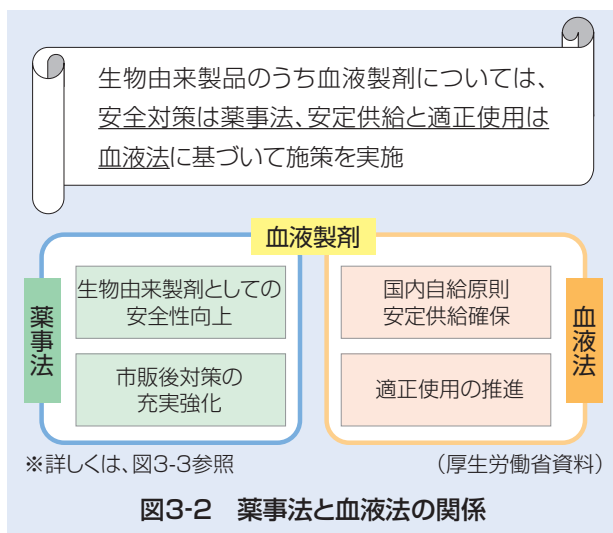 生物由来製品のうち血液製剤については、
安全対策は薬事法、安定供給と適正使用は
血液法に基づいて施策を実施
血液製剤
薬事法
生物由来製剤としての
安全性向上
市販後対策の
充実強化
国内自給原則
安定供給確保
適正使用の推進
血液法
※詳しくは、図3-3参照
（厚生労働省資料）
図3-2 薬事法と血液法の関係